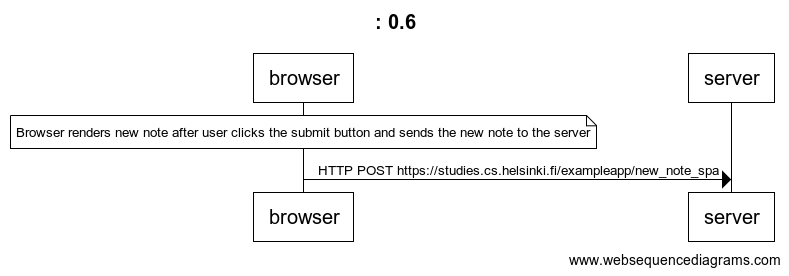 : 0.6
browser
server
Browser renders new note after user clicks the submit button and sends the new note to the server
HTTP POST https://studies.cs.helsinki.fi/exampleapp/new_note_spa
browser
server
www.websequencediagrams.com